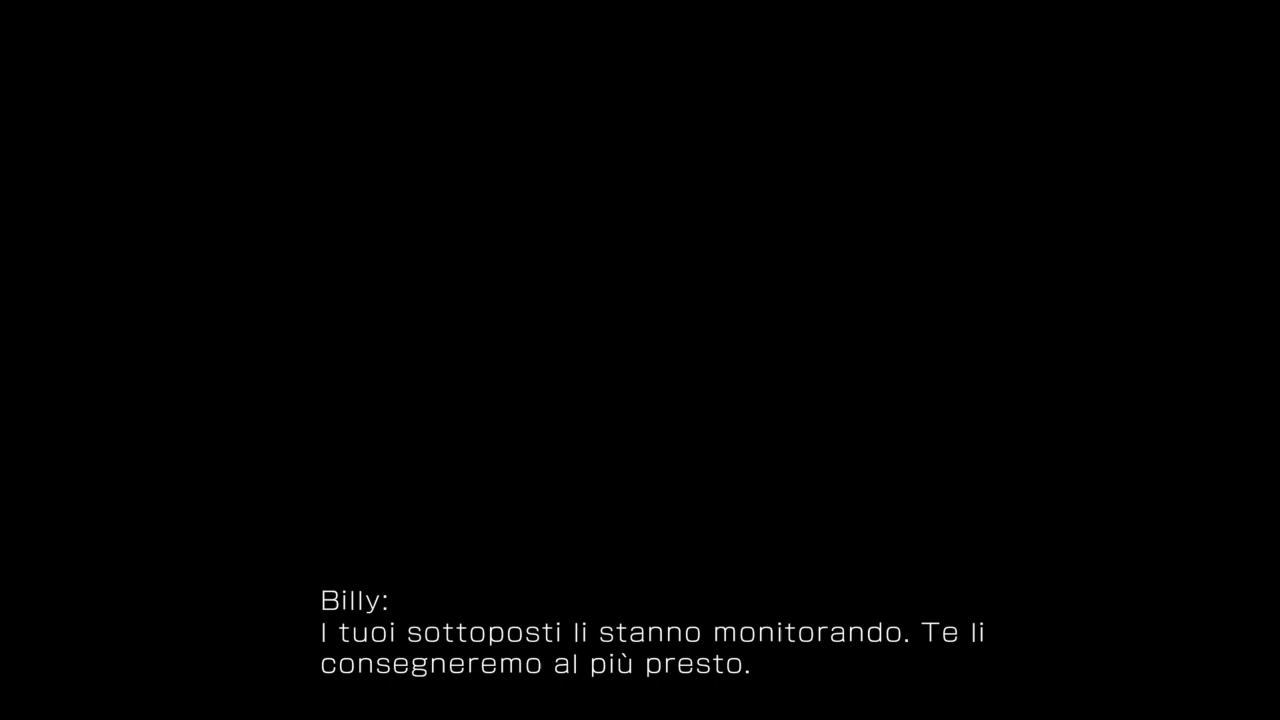 Billy:
I tuoi sottoposti li stanno monitorando. Te li
consegneremo al più presto.